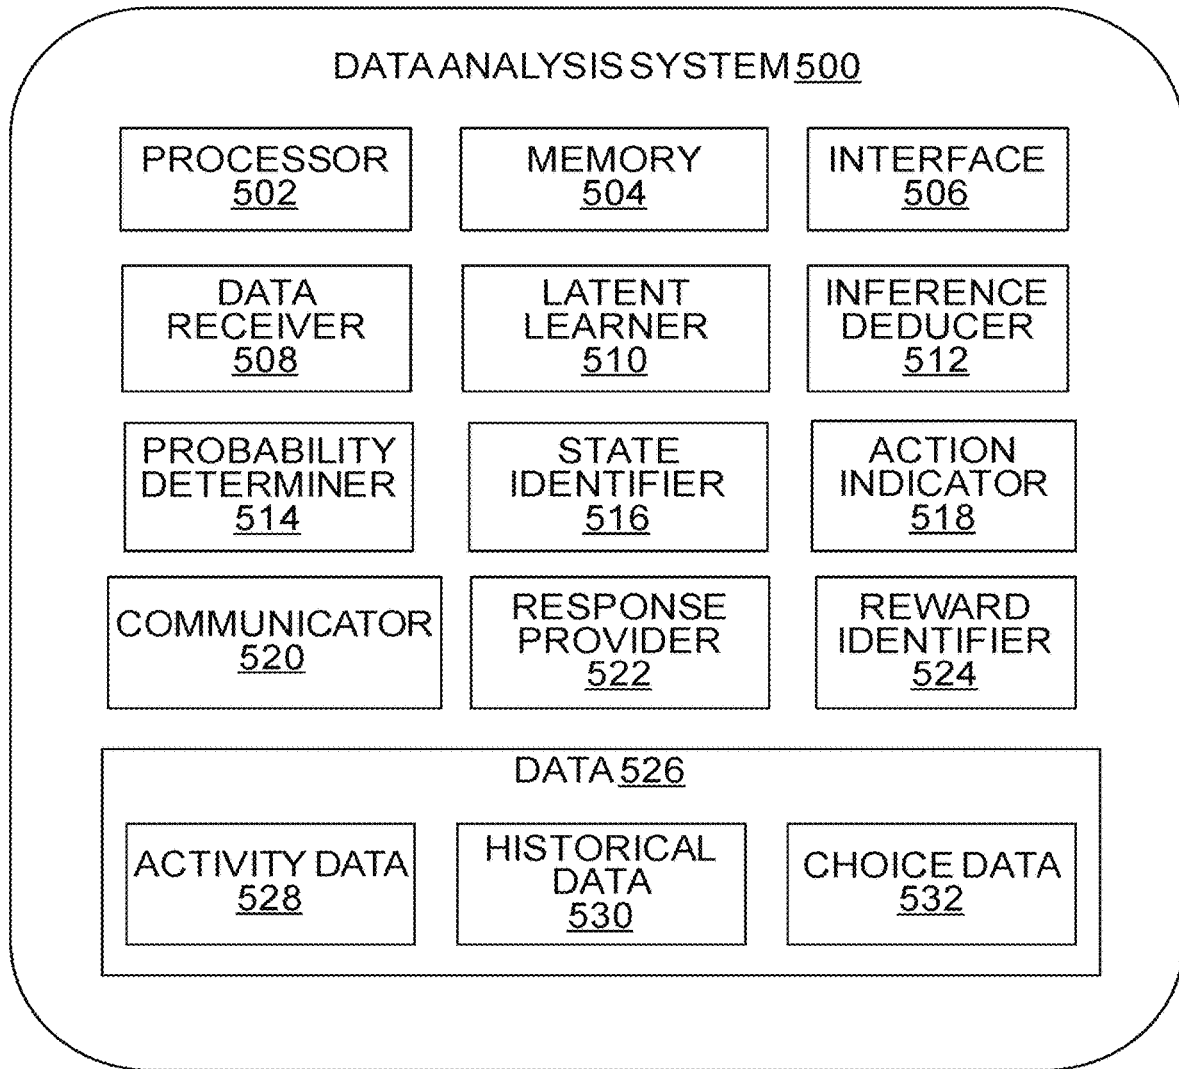 DATA ANALYSIS SYSTEM 500
PROCESSOR
502
MEMORY
504
INTERFACE
506
DATA
RECEIVER
508
LATENT
LEARNER
510
INFERENCE
DEDUCER
512
PROBABILITY
DETERMINER
514
STATE
IDENTIFIER
516
ACTION
INDICATOR
518
COMMUNICATOR
520
RESPONSE
PROVIDER
522
REWARD
IDENTIFIER
524
DATA 526
ACTIVITY DATA
528
HISTORICAL
DATA
530
CHOICE DATA
532